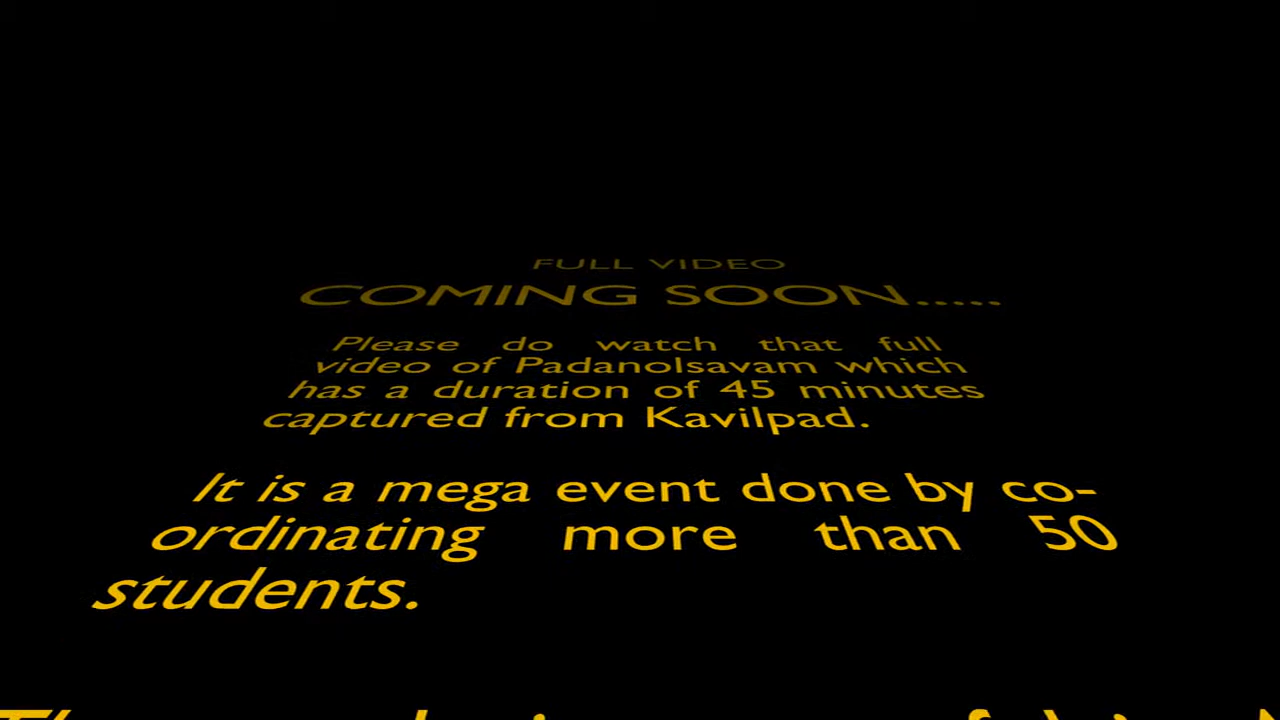 FULL VIDEO
COMING SOON.....
Please do watch that full
video of Padanolsavam which
has a duration of 45 minutes
captured from Kavilpad.
It is a mega event done by co-
ordinating more than 50
students.